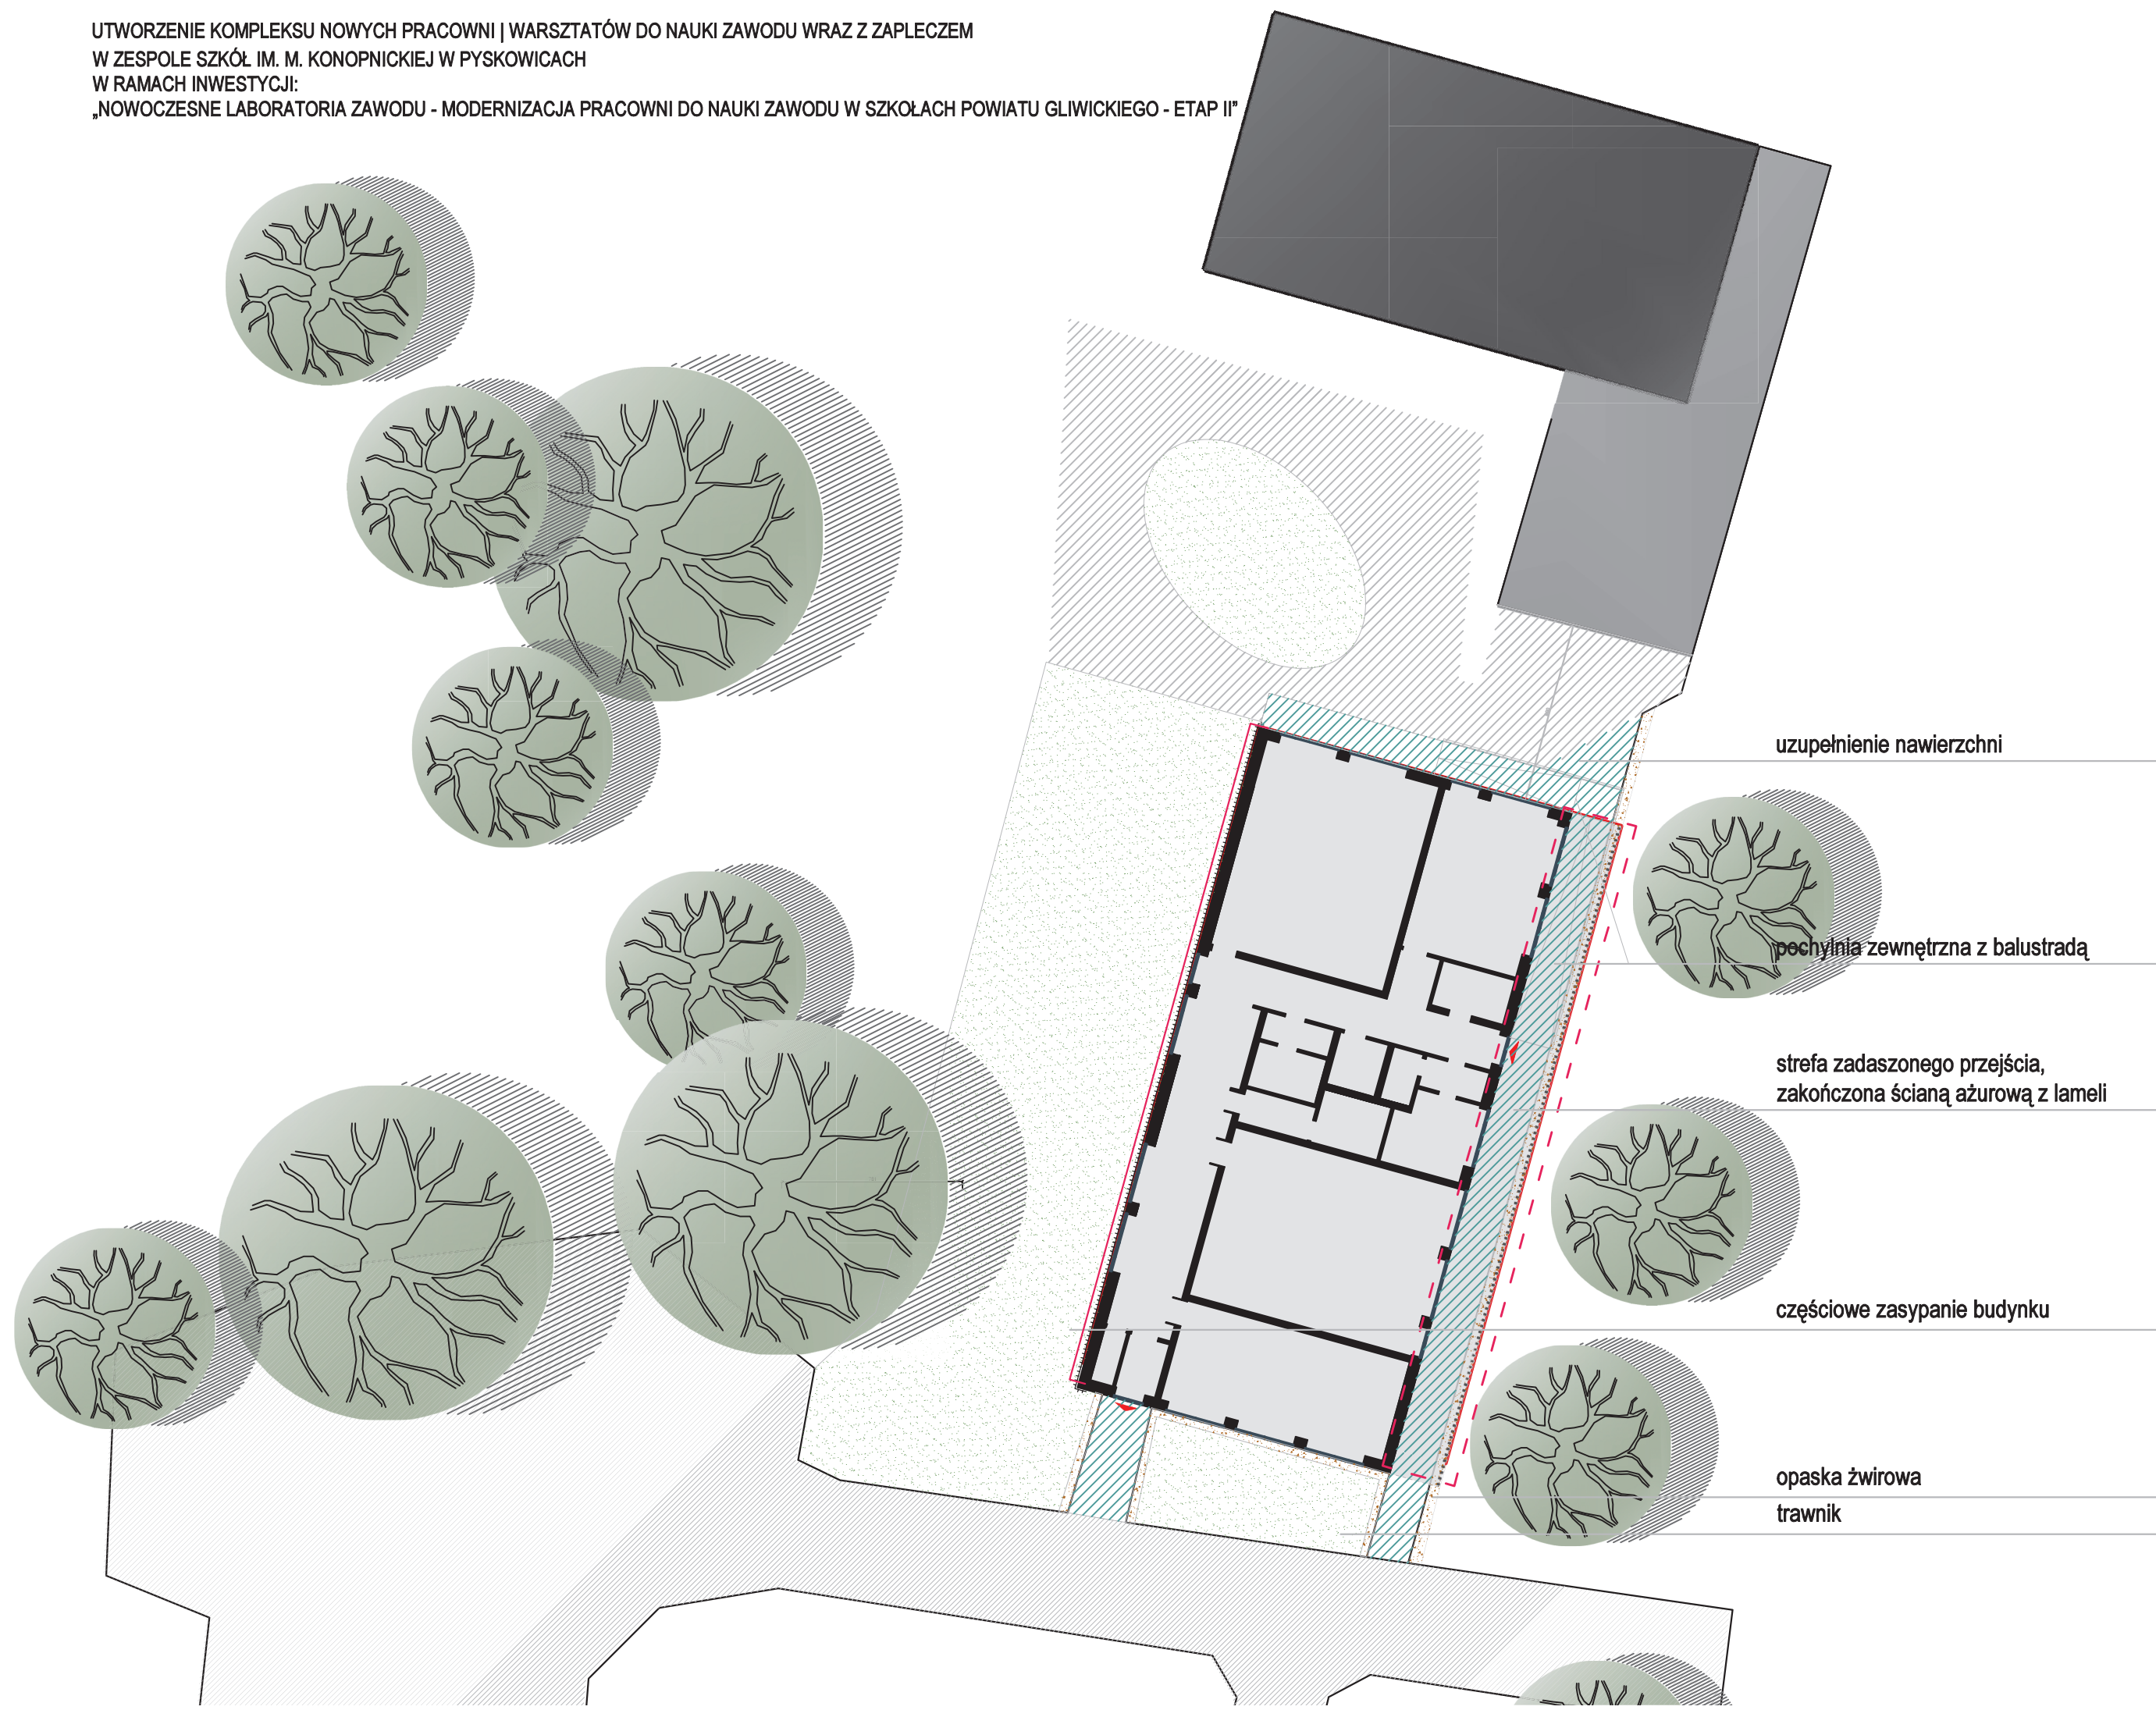 UTWORZENIE KOMPLEKSU NOWYCH PRACOWNI | WARSZTATÓW DO NAUKI ZAWODU WRAZ Z ZAPLECZEM
W ZESPOLE SZKÓŁ IM. M. KONOPNICKIEJ W PYSKOWICACH
W RAMACH INWESTYCJI:
„NOWOCZESNE LABORATORIA ZAWODU - MODERNIZACJA PRACOWNI DO NAUKI ZAWODU W SZKOŁACH POWIATU GLIWICKIEGO - ETAP II”
uzupełnienie nawierzchni
pochylnia zewnętrzna z balustradą
strefa zadaszonego przejścia,
zakończona ścianą ażurową z lameli
częściowe zasypanie budynku
opaska żwirowa
trawnik